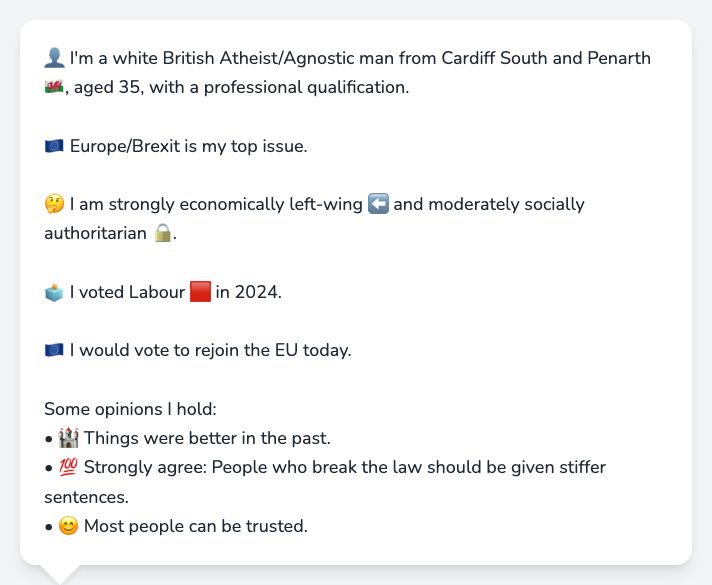 👤 I'm a white British Atheist/Agnostic man from Cardiff South and Penarth
🏴󠁧󠁢󠁷󠁬󠁳󠁿, aged 35, with a professional qualification.
🇪🇺 Europe/Brexit is my top issue.
🤔 I am strongly economically left-wing ⬅️ and moderately socially
authoritarian 🔒.
🗳️ I voted Labour 🟥 in 2024.
🇪🇺 I would vote to rejoin the EU today.
Some opinions I hold:
• 🏰 Things were better in the past.
• 💯 Strongly agree: People who break the law should be given stiffer
sentences.
• 😊 Most people can be trusted.